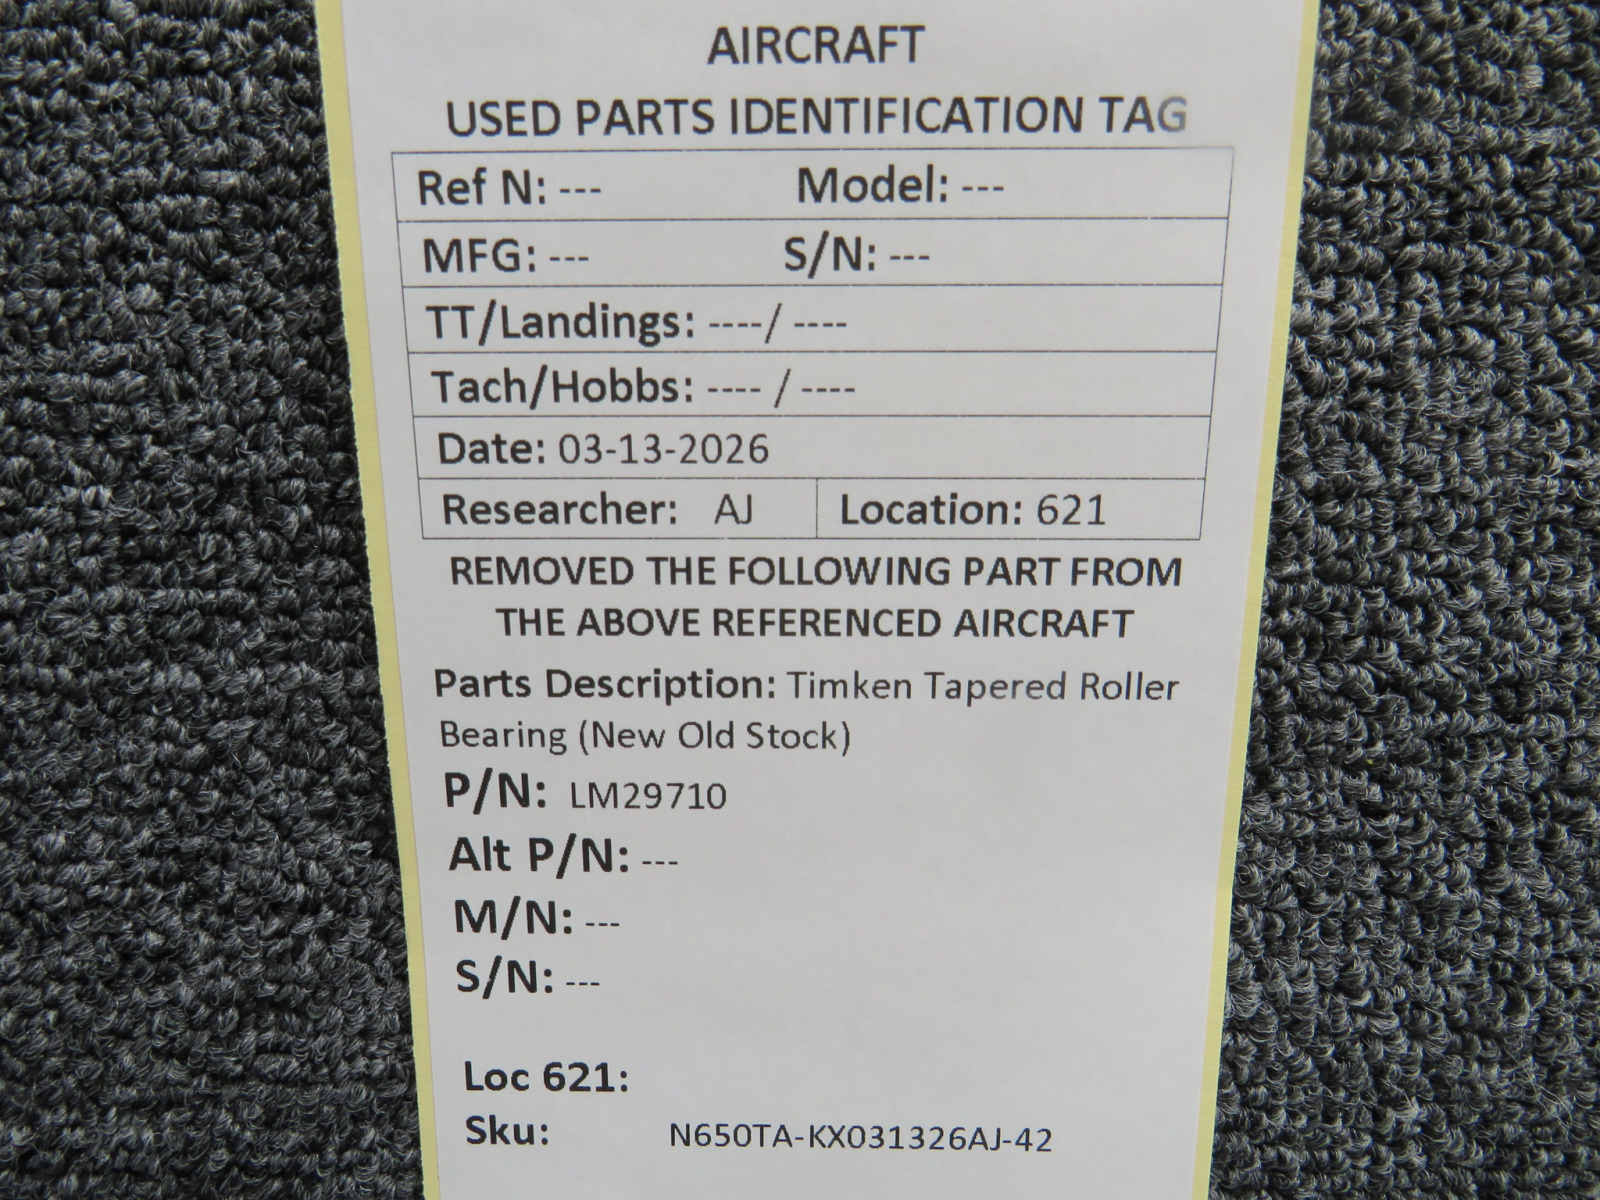 AIRCRAFT
USED PARTS IDENTIFICATION TAG
Ref N: --- Model: ---
MFG: --- S/N: ---
TT/Landings: ----/ ----
Tach/Hobbs: ---- / ----
Date: 03-13-2026
Researcher: AJ Location: 621
REMOVED THE FOLLOWING PART FROM
THE ABOVE REFERENCED AIRCRAFT
Parts Description: Timken Tapered Roller
Bearing (New Old Stock)
P/N: LM29710
Alt P/N: ---
M/N: ---
S/N: ---
Loc 621:
Sku: N650TA-KX031326AJ-42